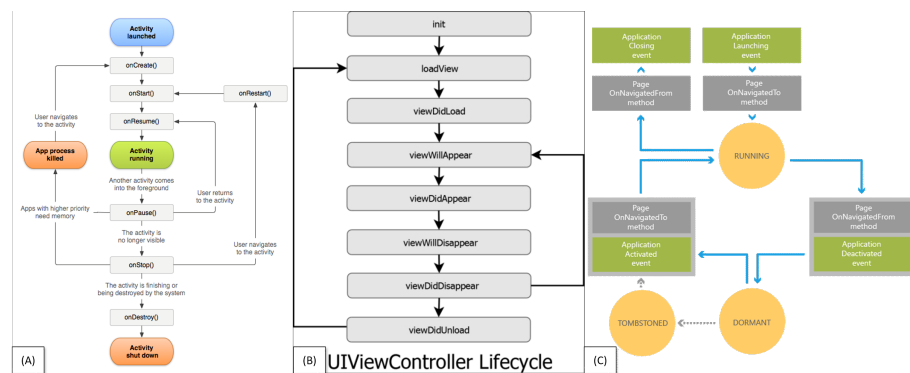 Activity
launched
onCreate()
onStart()
onRestart()
User navigates
to the activity
onResume()
App process
killed
Activity
running
Another activity comes
into the foreground
User returns
to the activity
Apps with higher priority
need memory
onPause()
The activity is
no longer visible
User navigates
to the activity
onStop()
The activity is finishing or
being destroyed by the system
onDestroy()
Activity
shut down
(A)
init
loadView
viewDidLoad
viewWillAppear
viewDidAppear
viewWillDisappear
viewDidDisappear
viewDidUnload
(B)
UIViewController Lifecycle
Application
Closing
event
Application
Launching
event
Page
OnNavigatedFrom
method
Page
OnNavigatedTo
method
RUNNING
Page
OnNavigatedTo
method
Application
Activated
event
Page
OnNavigatedFrom
method
Application
Deactivated
event
TOMBSTONED
DORMANT
(C)